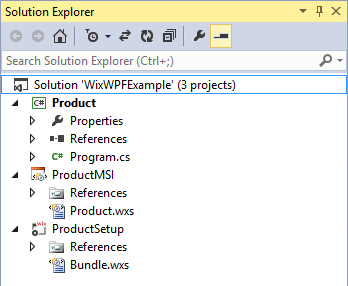 Solution Explorer
Search Solution Explorer (Ctrl+;)
Solution 'WixWPFExample' (3 projects)
C# Product
Properties
References
Program.cs
ProductMSI
References
Product.wxs
wix ProductSetup
References
Bundle.wxs